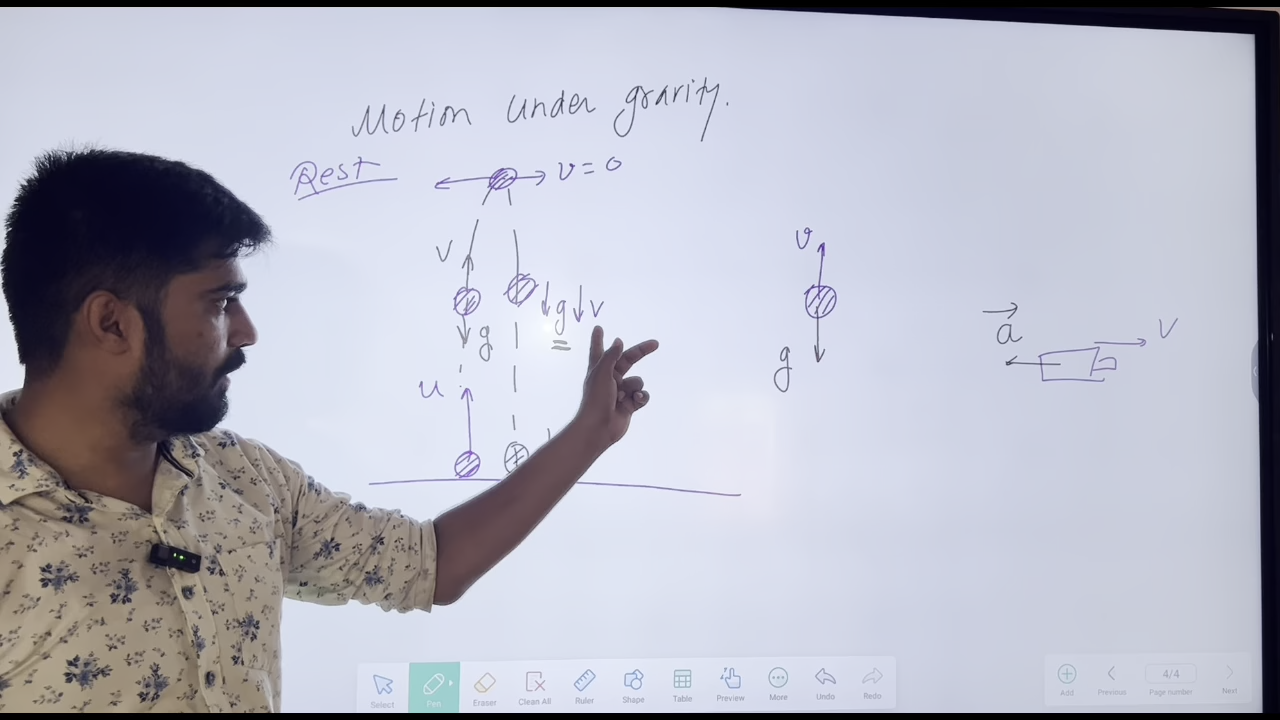 Motion Under gravity.
Rest
v = 0
v
g
g v
u
v
g
a
v
Select
Pen
Eraser
Clean All
Ruler
Shape
Table
Preview
More
Undo
Redo
Add
Previous
4/4
Page number
Next